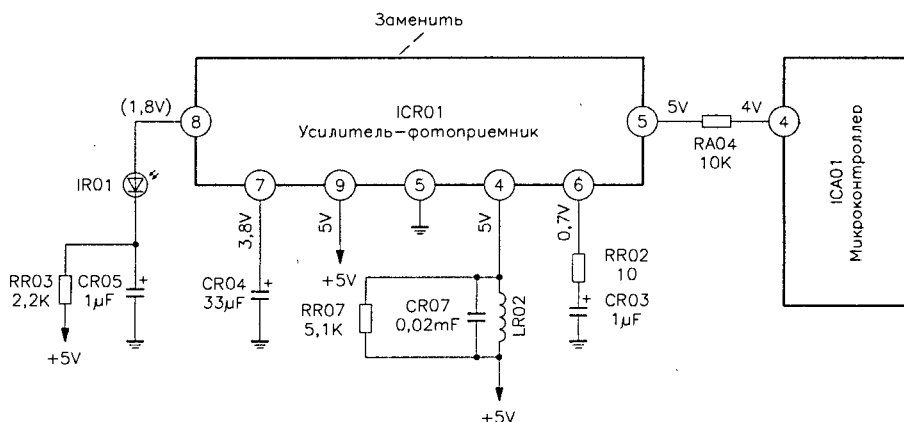 Заменить
(1,8V)
8
ICR01
Усилитель-фотоприемник
5
5V
4V
4
RA04
10K
ICA01
Микроконтроллер
IR01
7
9
5
4
6
3,8V
5V
5V
0,7V
RR03
2,2K
CR05
1µF
+5V
CR04
33µF
+5V
RR07
5,1K
CR07
0,02mF
LR02
RR02
10
CR03
1µF
+5V